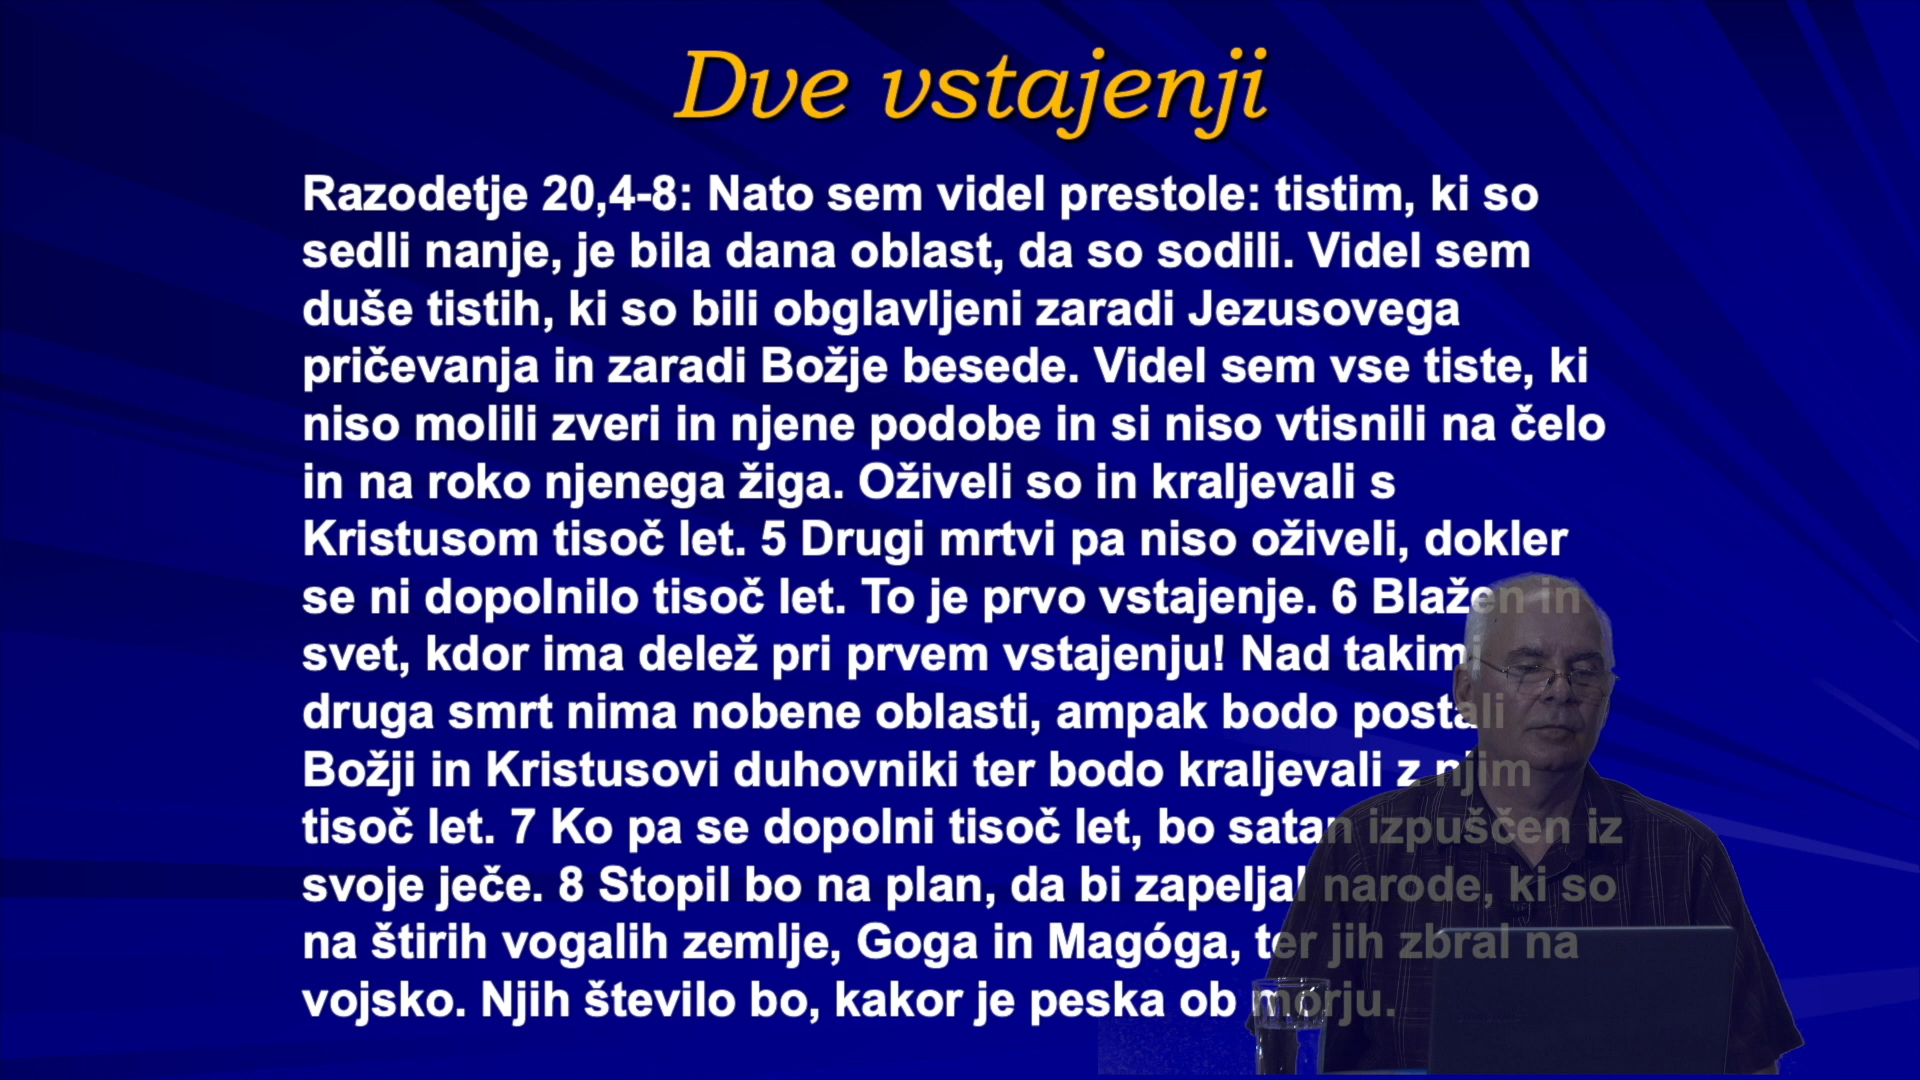 Dve vstajenji
Razodetje 20,4-8: Nato sem videl prestole: tistim, ki so
sedli nanje, je bila dana oblast, da so sodili. Videl sem
duše tistih, ki so bili obglavljeni zaradi Jezusovega
pričevanja in zaradi Božje besede. Videl sem vse tiste, ki
niso molili zveri in njene podobe in si niso vtisnili na čelo
in na roko njenega žiga. Oživeli so in kraljevali s
Kristusom tisoč let. 5 Drugi mrtvi pa niso oživeli, dokler
se ni dopolnilo tisoč let. To je prvo vstajenje. 6 Blažen in
svet, kdor ima delež pri prvem vstajenju! Nad takimi
druga smrt nima nobene oblasti, ampak bodo postali
Božji in Kristusovi duhovniki ter bodo kraljevali z njim
tisoč let. 7 Ko pa se dopolni tisoč let, bo satan izpuščen iz
svoje ječe. 8 Stopil bo na plan, da bi zapeljal narode, ki so
na štirih vogalih zemlje, Goga in Magóga, ter jih zbral na
vojsko. Njih število bo, kakor je peska ob morju.